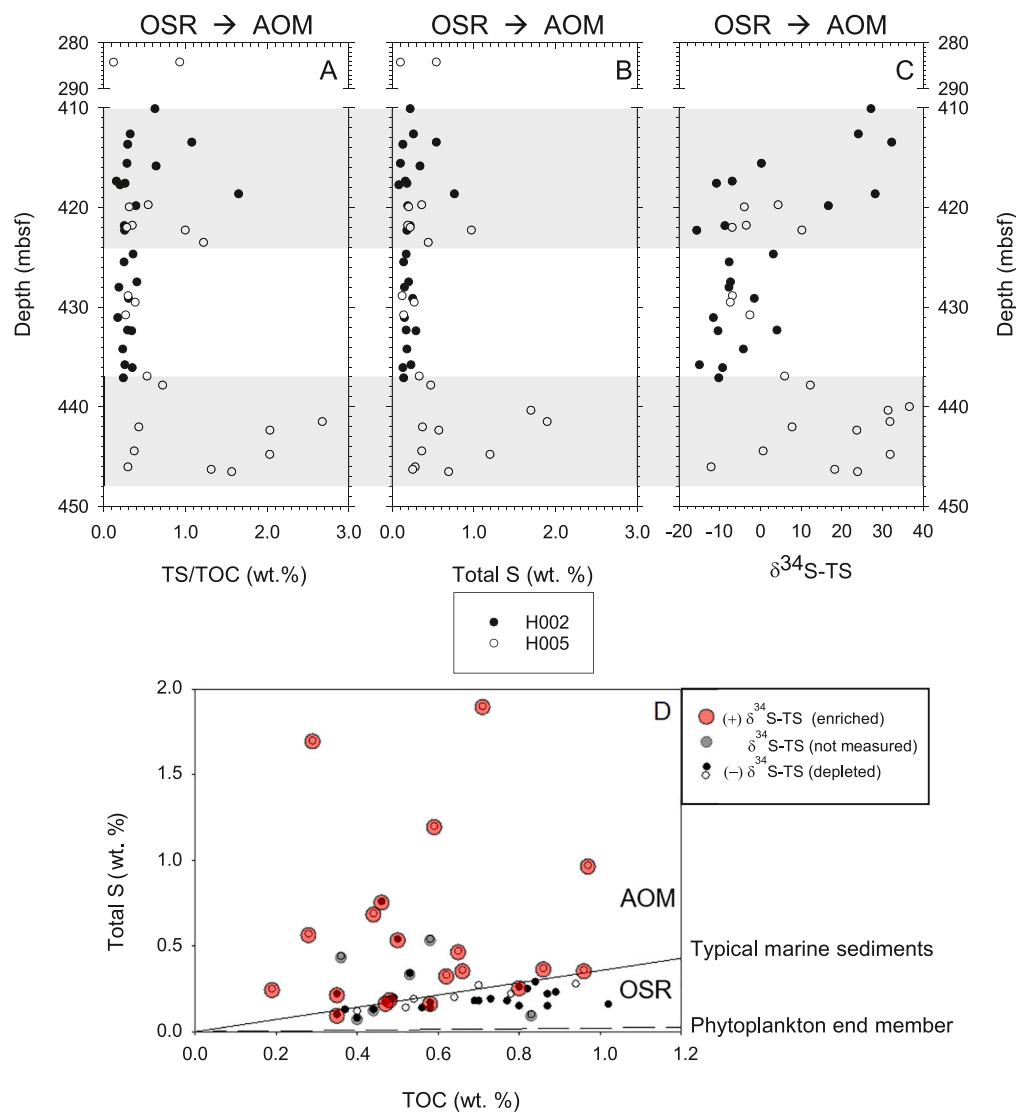 OSR → AOM OSR → AOM OSR → AOM
280 A B C 280
290 290
410 410
420 420
430 430
440 440
450 450
Depth (mbsf)
Depth (mbsf)
0.0 1.0 2.0 3.0 0.0 1.0 2.0 3.0 -20 -10 0 10 20 30 40
TS/TOC (wt.%) Total S (wt. %) δ³⁴S-TS
H002
H005
2.0 D
1.5
1.0
0.5
0.0
Total S (wt. %)
(+) δ³⁴S-TS (enriched)
δ³⁴S-TS (not measured)
(−) δ³⁴S-TS (depleted)
AOM
Typical marine sediments
OSR
Phytoplankton end member
0.0 0.2 0.4 0.6 0.8 1.0 1.2
TOC (wt. %)